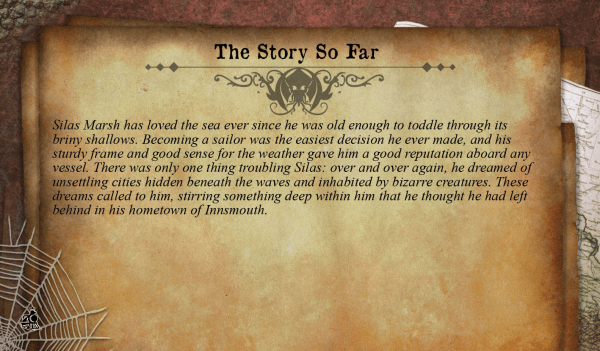 The Story So Far
Silas Marsh has loved the sea ever since he was old enough to toddle through its
briny shallows. Becoming a sailor was the easiest decision he ever made, and his
sturdy frame and good sense for the weather gave him a good reputation aboard any
vessel. There was only one thing troubling Silas: over and over again, he dreamed of
unsettling cities hidden beneath the waves and inhabited by bizarre creatures. These
dreams called to him, stirring something deep within him that he thought he had left
behind in his hometown of Innsmouth.